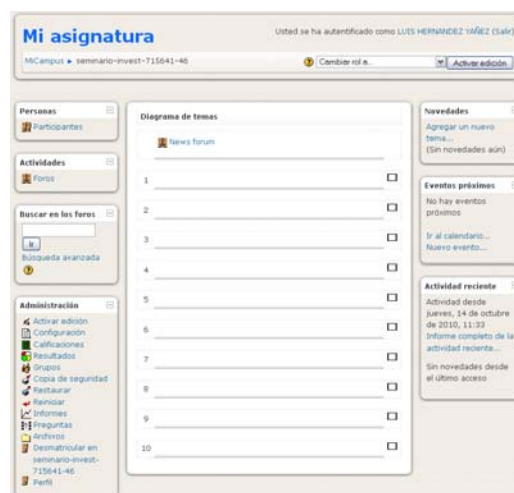 Mi asignatura
Usted se ha autentificado como LUIS HERNANDEZ YAÑEZ (Salir)
MiCampus ► seminario-invest-715641-46
Cambiar rol a...
Activar edición
Personas
Participantes
Actividades
Foros
Buscar en los foros
Ir
Búsqueda avanzada
Administración
Activar edición
Configuración
Calificaciones
Resultados
Grupos
Copia de seguridad
Restaurar
Reiniciar
Informes
Preguntas
Archivos
Desmatricular en
seminario-invest-
715641-46
Perfil
Diagrama de temas
News forum
1
2
3
4
5
6
7
8
9
10
Novedades
Agregar un nuevo
tema...
(Sin novedades aún)
Eventos próximos
No hay eventos
próximos
Ir al calendario...
Nuevo evento...
Actividad reciente
Actividad desde
jueves, 14 de octubre
de 2010, 11:33
Informe completo de la
actividad reciente...
Sin novedades desde
el último acceso